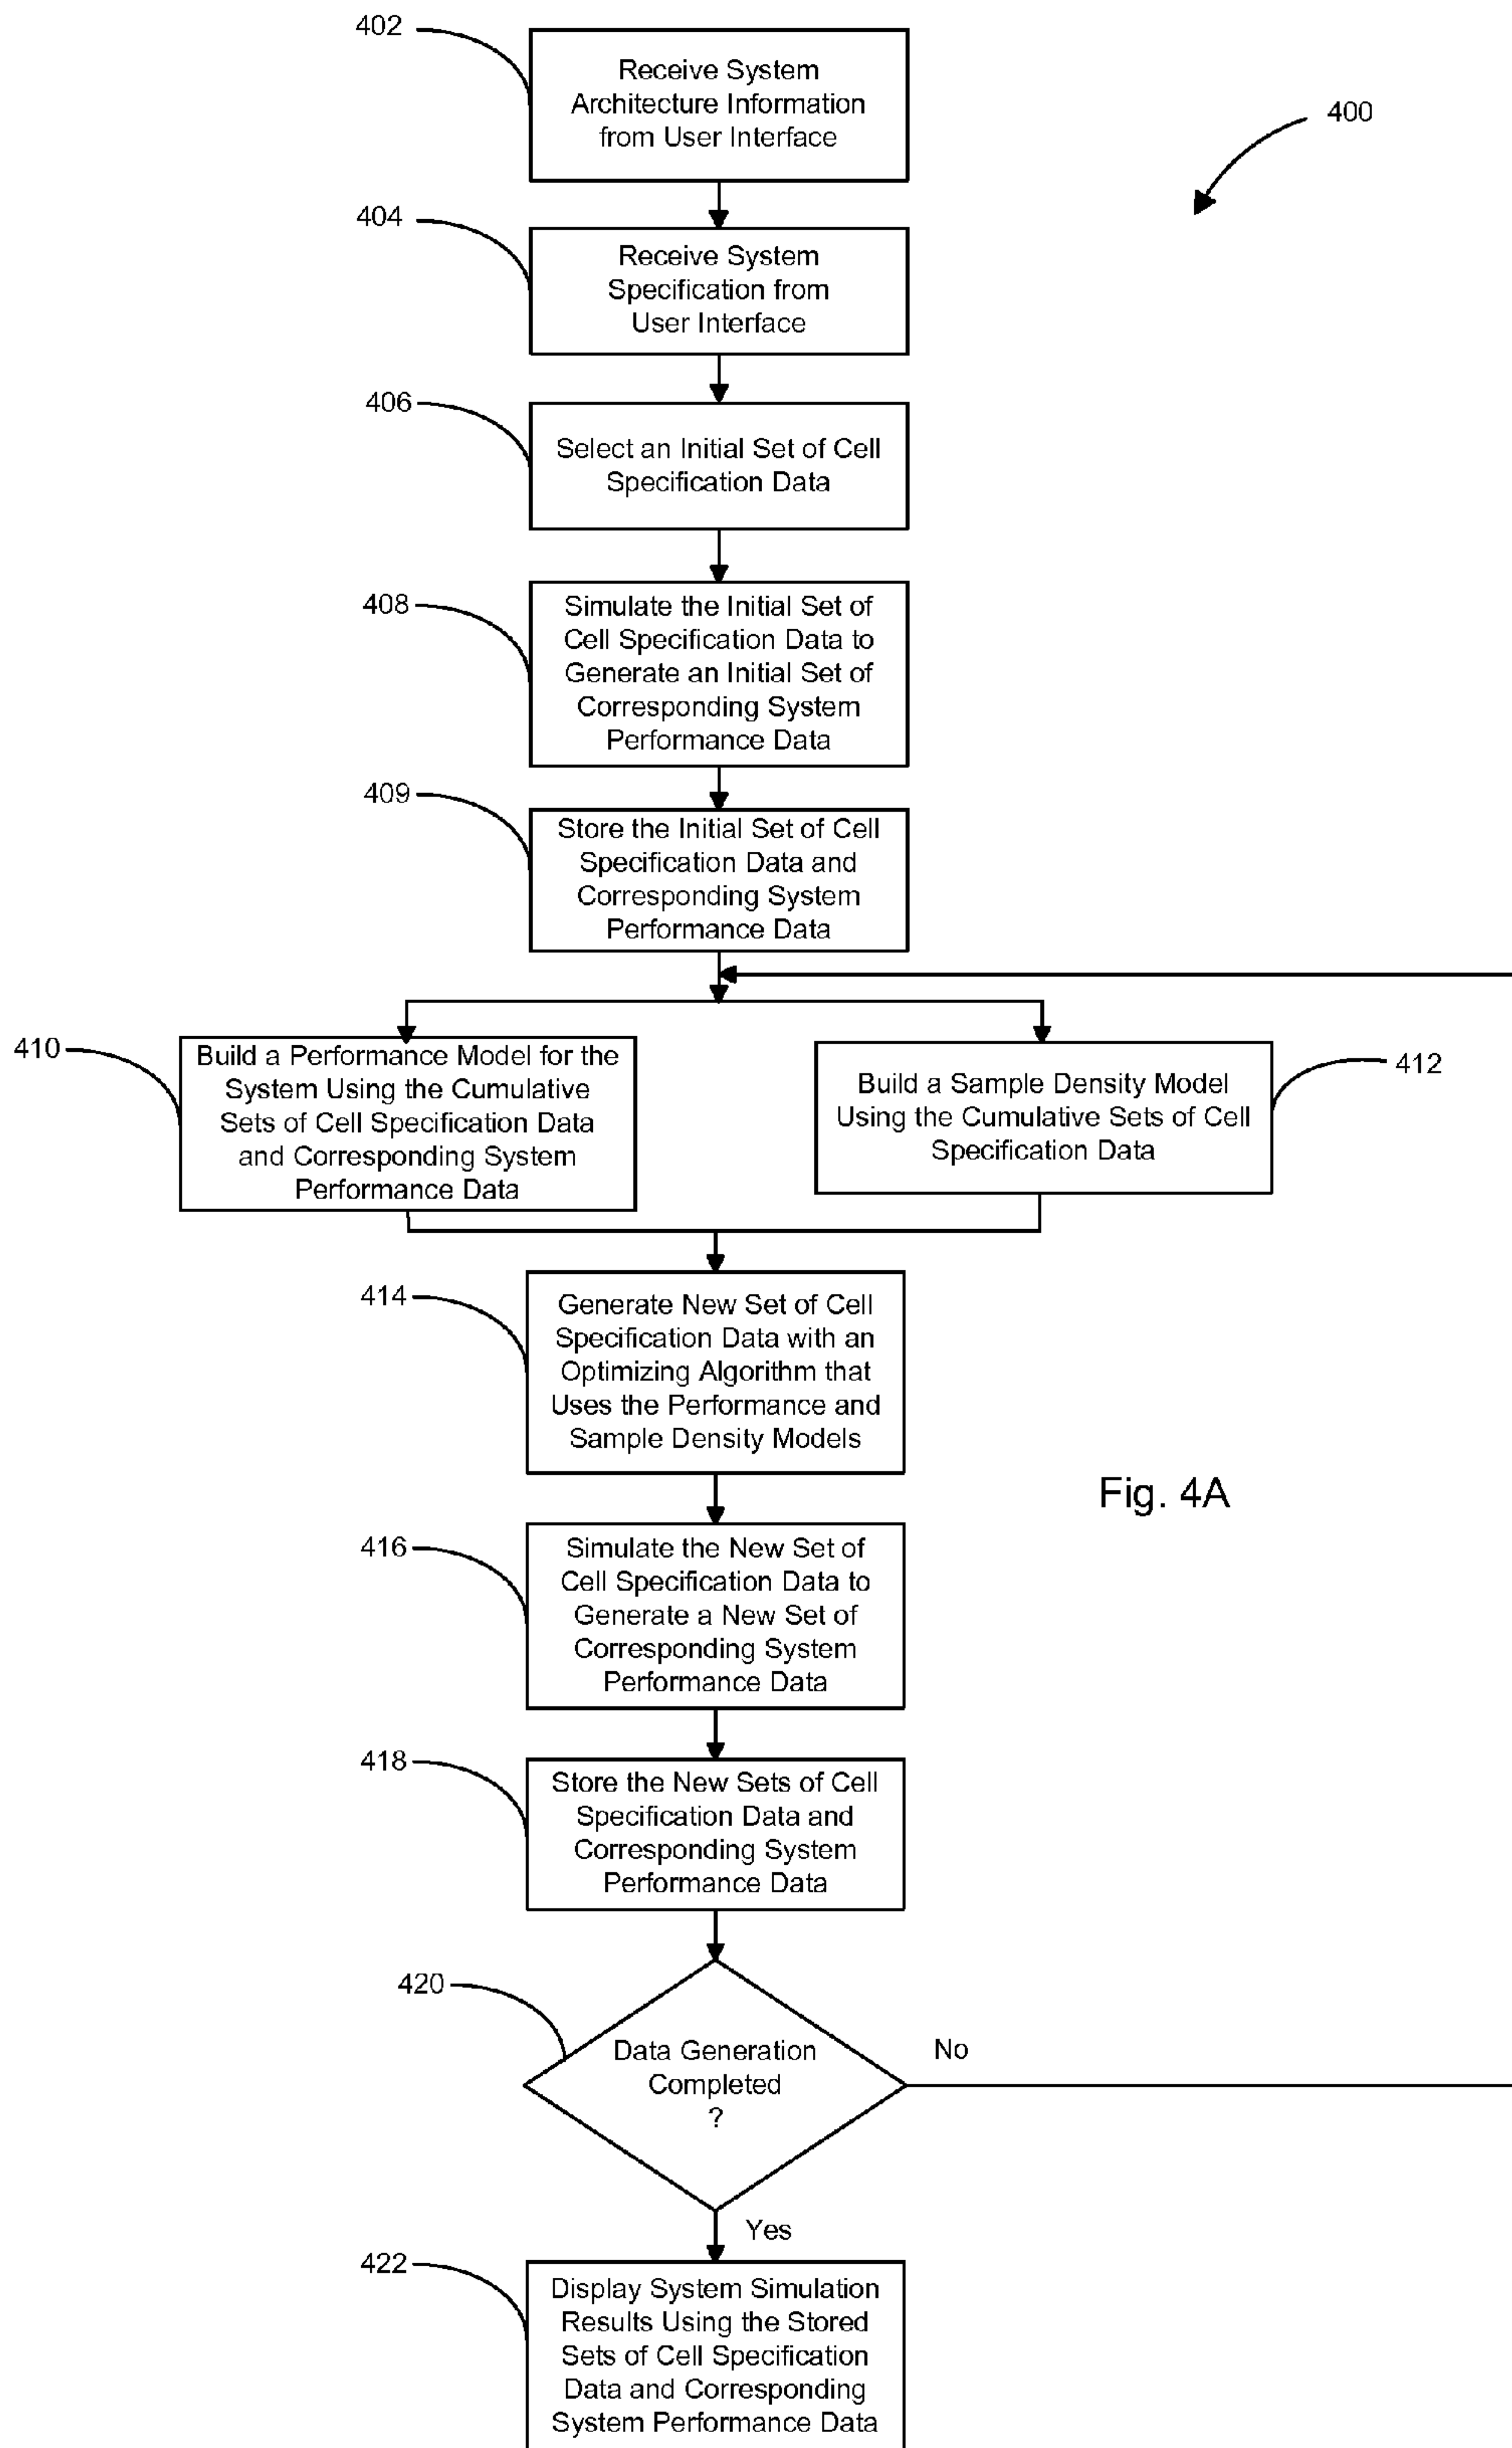 402
Receive System
Architecture Information
from User Interface
400
404
Receive System
Specification from
User Interface
406
Select an Initial Set of Cell
Specification Data
408
Simulate the Initial Set of
Cell Specification Data to
Generate an Initial Set of
Corresponding System
Performance Data
409
Store the Initial Set of Cell
Specification Data and
Corresponding System
Performance Data
410
Build a Performance Model for the
System Using the Cumulative
Sets of Cell Specification Data
and Corresponding System
Performance Data
412
Build a Sample Density Model
Using the Cumulative Sets of Cell
Specification Data
414
Generate New Set of Cell
Specification Data with an
Optimizing Algorithm that
Uses the Performance and
Sample Density Models
Fig. 4A
416
Simulate the New Set of
Cell Specification Data to
Generate a New Set of
Corresponding System
Performance Data
418
Store the New Sets of Cell
Specification Data and
Corresponding System
Performance Data
420
Data Generation
Completed
?
No
Yes
422
Display System Simulation
Results Using the Stored
Sets of Cell Specification
Data and Corresponding
System Performance Data